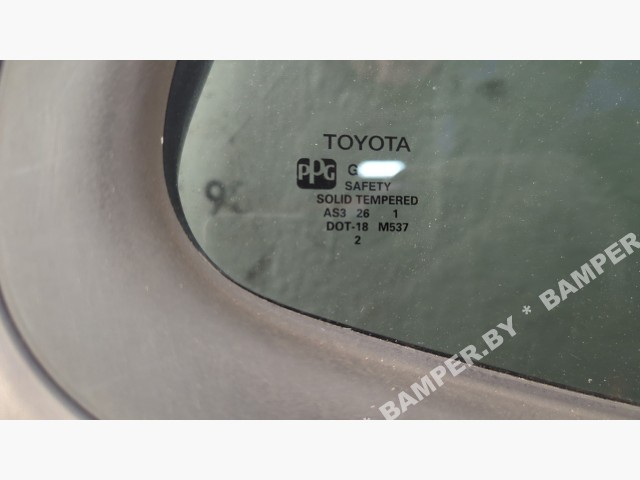 TOYOTA
PPG
SAFETY
SOLID TEMPERED
AS3 26 1
DOT-18 M537
2
BAMPER.BY * BAMPER.